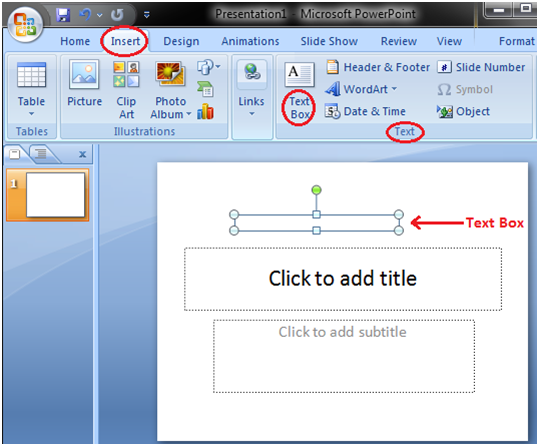 Presentation1 - Microsoft PowerPoint
Home Insert Design Animations Slide Show Review View Format
Table
Tables
Picture
Clip Art
Photo Album
Illustrations
Links
A
Text Box
Header & Footer
WordArt
Date & Time
# Slide Number
Ω Symbol
Object
Text
x
1
Text Box
Click to add title
Click to add subtitle